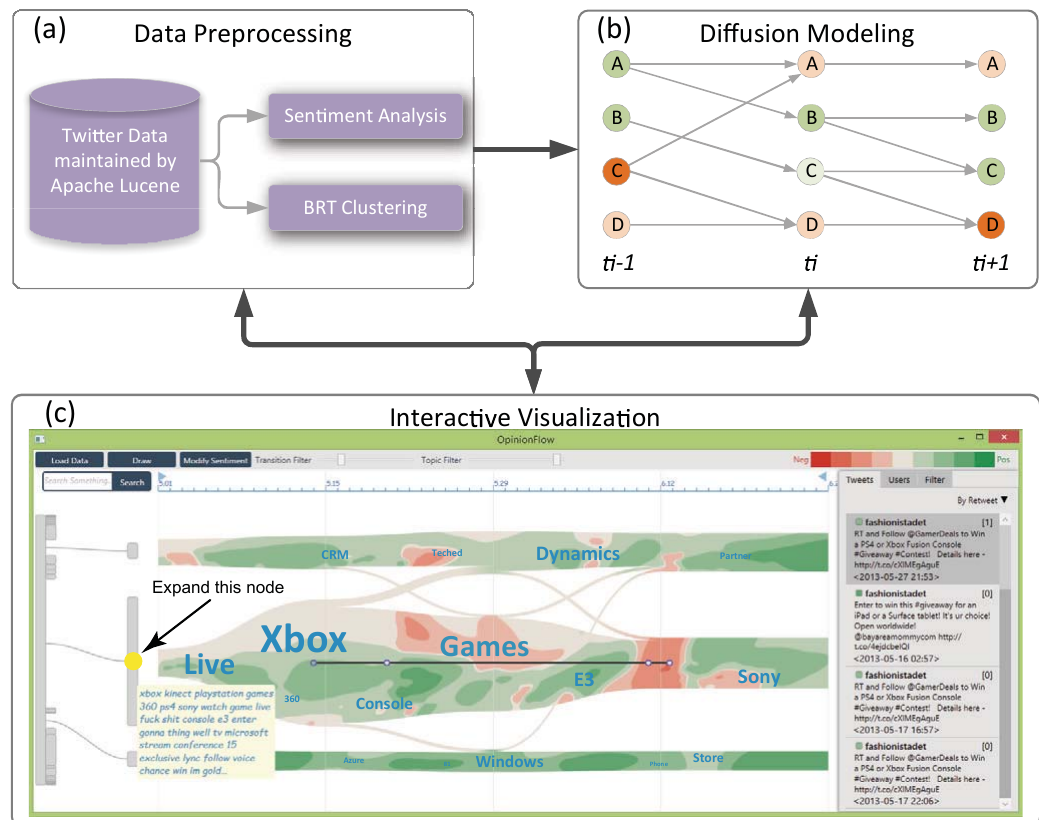 (a)
Data Preprocessing
Twitter Data
maintained by
Apache Lucene
Sentiment Analysis
BRT Clustering
(b)
Diffusion Modeling
A A A
B B B
C C C
D D D
ti-1 ti ti+1
(c)
Interactive Visualization
OpinionFlow
Load Data Draw Modify Sentiment Transition Filter Topic Filter Neg Pos
Search Something... Search
5.01 5.15 5.29 6.12
Tweets Users Filter
By Retweet ▼
CRM Teched Dynamics Partner
Expand this node
Xbox
Games
Live
E3
Sony
360
Console
xbox kinect playstation games
360 ps4 sony watch game live
fuck shit console e3 enter
gonna thing well tv microsoft
stream conference 15
exclusive lync follow voice
chance win im gold...
Azure Windows Phone Store
fashionistadet [1]
RT and Follow @GamerDeals to Win
a PS4 or Xbox Fusion Console
#Giveaway #Contest! Details here -
http://t.co/cXlMEgAguE
<2013-05-27 21:53>
fashionistadet [0]
Enter to win this #giveaway for an
iPad or a Surface tablet! It's ur choice!
Open worldwide!
@bayareamommycom http://
t.co/4ejdcbelQl
<2013-05-16 02:57>
fashionistadet [0]
RT and Follow @GamerDeals to Win
a PS4 or Xbox Fusion Console
#Giveaway #Contest! Details here -
http://t.co/cXlMEgAguE
<2013-05-17 16:57>
fashionistadet [0]
RT and Follow @GamerDeals to Win
a PS4 or Xbox Fusion Console
#Giveaway #Contest! Details here -
http://t.co/cXlMEgAguE
<2013-05-17 22:06>